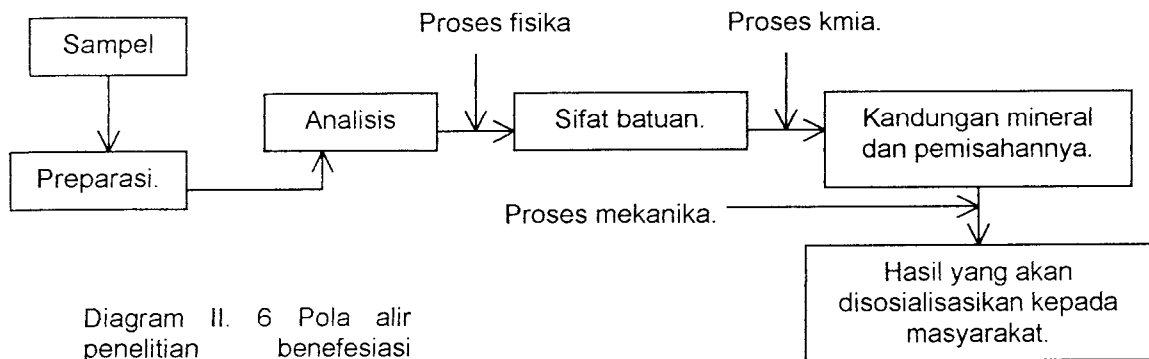 Sampel
Preparasi.
Analisis
Proses fisika
Sifat batuan.
Proses kmia.
Kandungan mineral
dan pemisahannya.
Proses mekanika.
Hasil yang akan
disosialisasikan kepada
masyarakat.
Diagram II. 6 Pola alir
penelitian benefesiasi